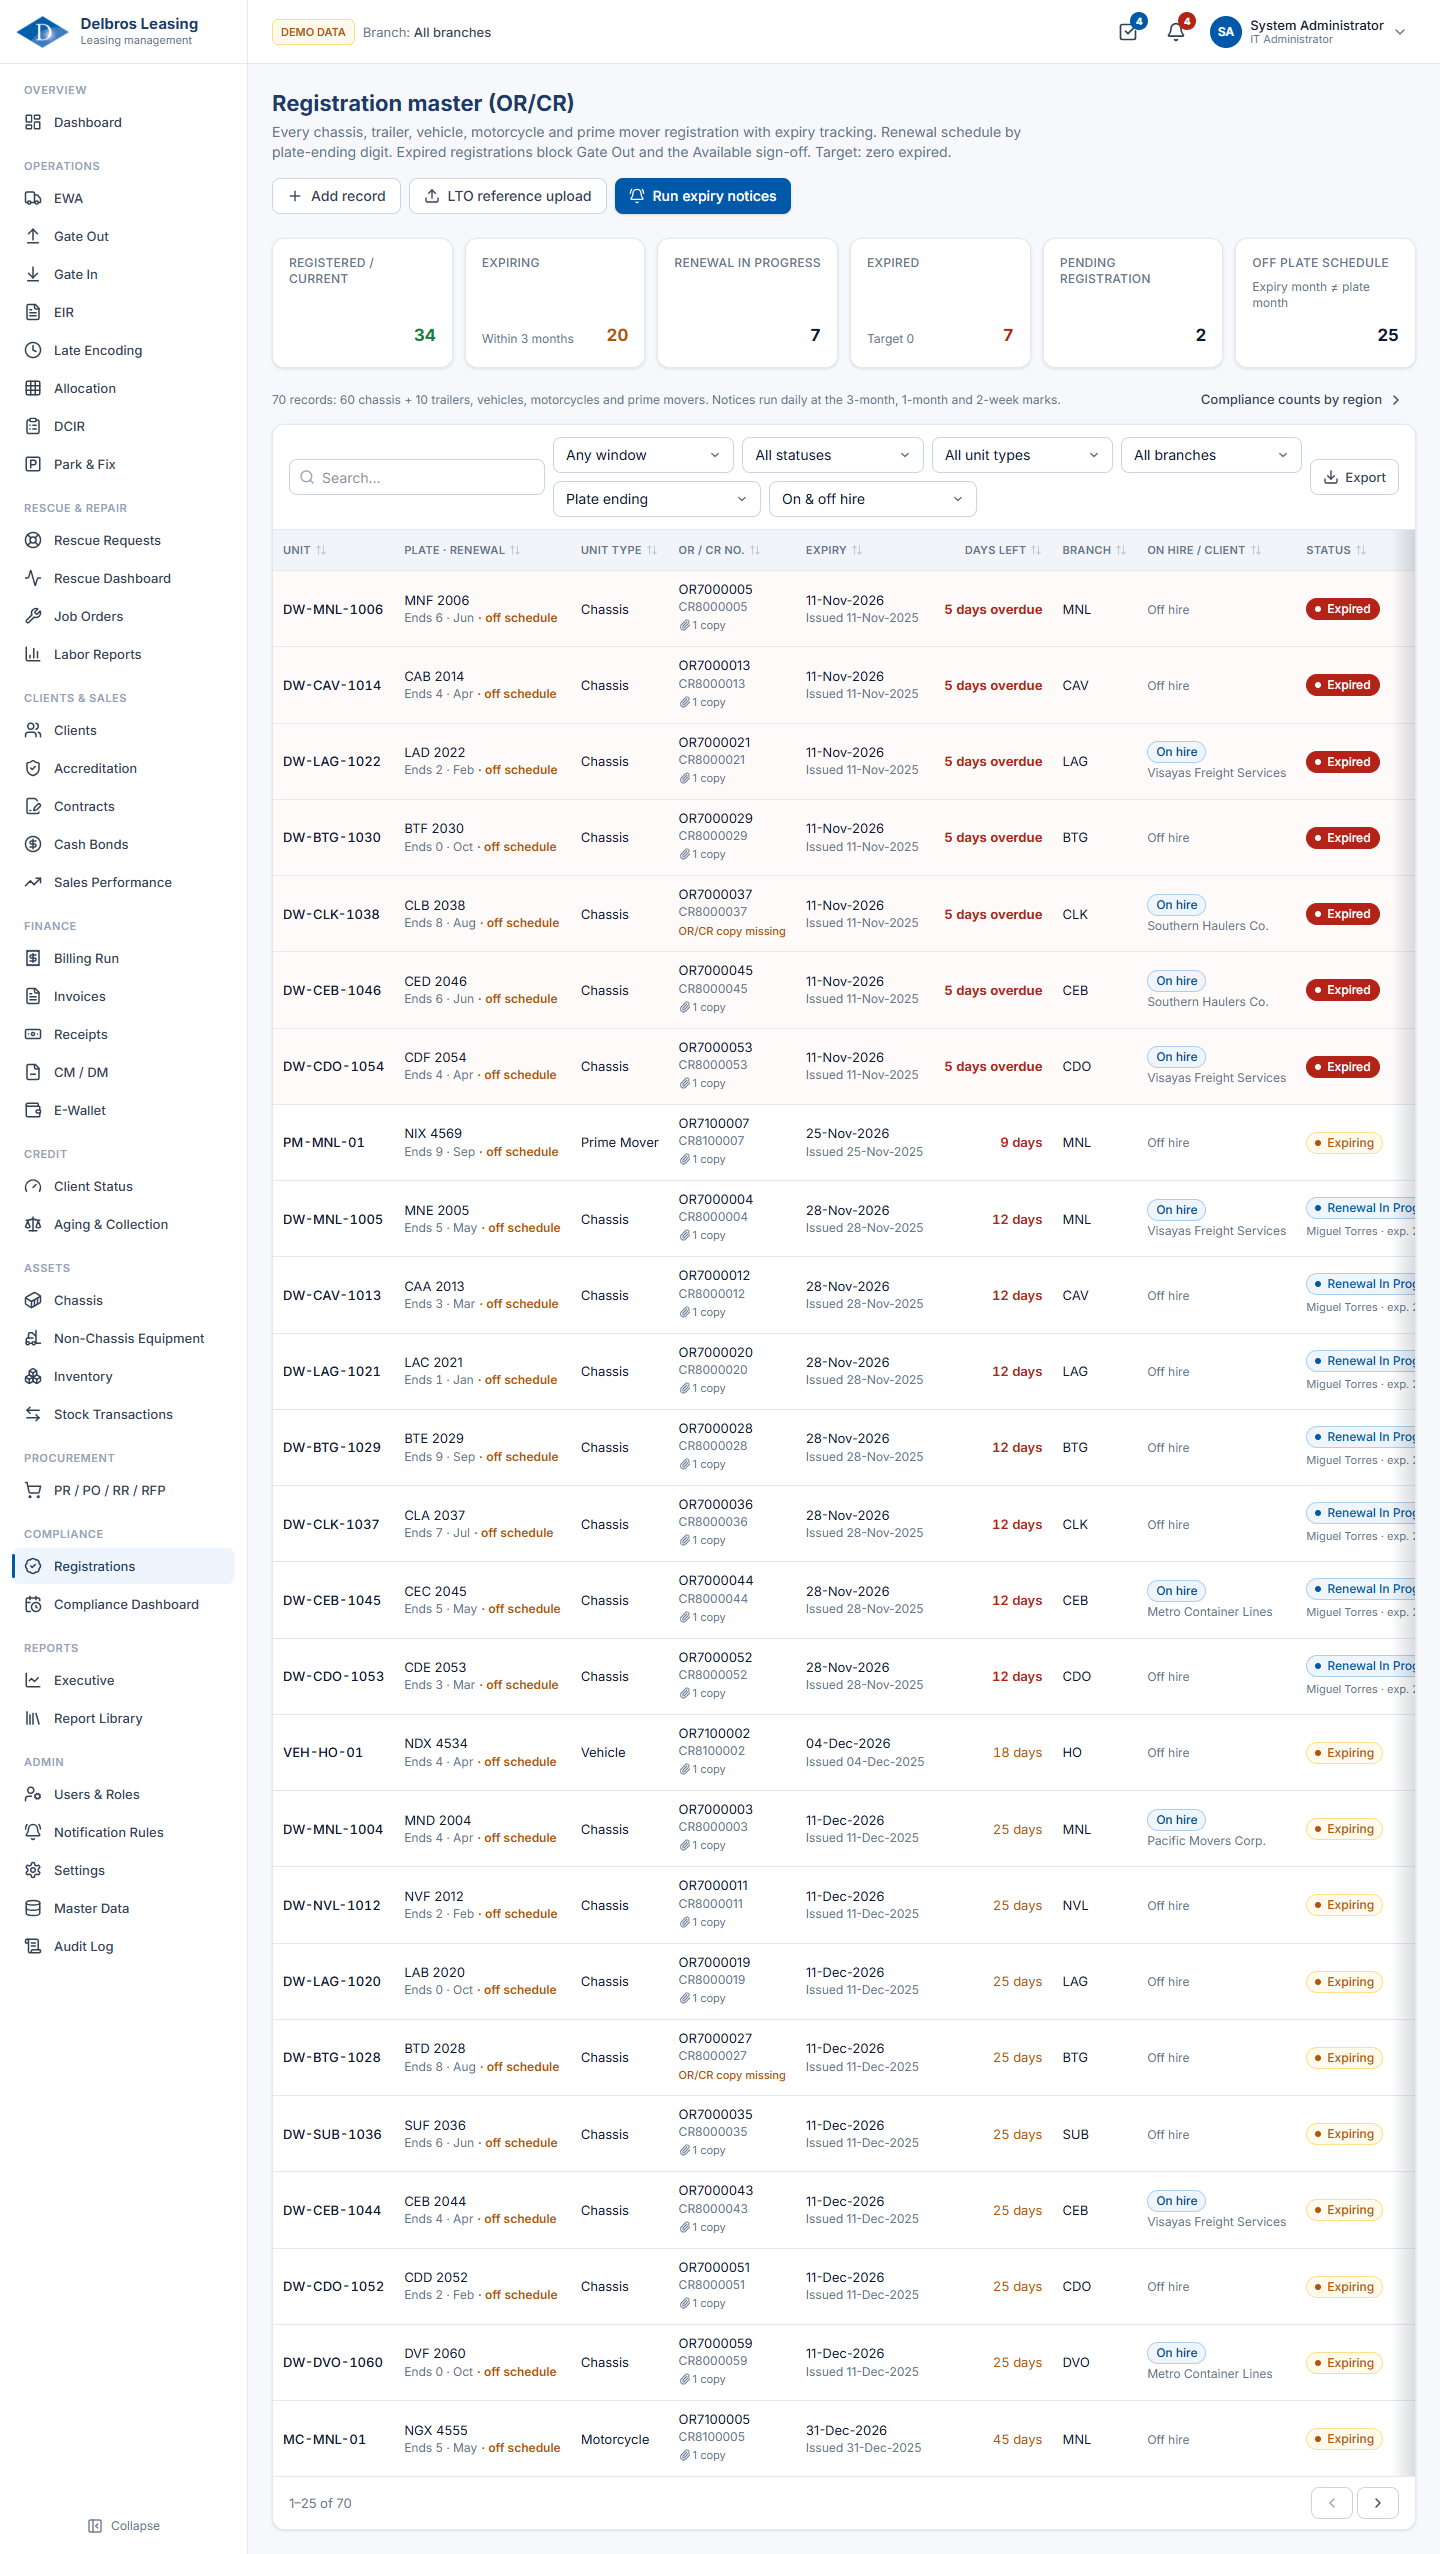 Delbros Leasing
Leasing management
DEMO DATA
Branch: All branches
4
4
SA
System Administrator
IT Administrator
OVERVIEW
Dashboard
OPERATIONS
EWA
Gate Out
Gate In
EIR
Late Encoding
Allocation
DCIR
Park & Fix
RESCUE & REPAIR
Rescue Requests
Rescue Dashboard
Job Orders
Labor Reports
CLIENTS & SALES
Clients
Accreditation
Contracts
Cash Bonds
Sales Performance
FINANCE
Billing Run
Invoices
Receipts
CM / DM
E-Wallet
CREDIT
Client Status
Aging & Collection
ASSETS
Chassis
Non-Chassis Equipment
Inventory
Stock Transactions
PROCUREMENT
PR / PO / RR / RFP
COMPLIANCE
Registrations
Compliance Dashboard
REPORTS
Executive
Report Library
ADMIN
Users & Roles
Notification Rules
Settings
Master Data
Audit Log
Collapse
Registration master (OR/CR)
Every chassis, trailer, vehicle, motorcycle and prime mover registration with expiry tracking. Renewal schedule by
plate-ending digit. Expired registrations block Gate Out and the Available sign-off. Target: zero expired.
Add record
LTO reference upload
Run expiry notices
REGISTERED / CURRENT
34
EXPIRING
Within 3 months
20
RENEWAL IN PROGRESS
7
EXPIRED
Target 0
7
PENDING REGISTRATION
2
OFF PLATE SCHEDULE
Expiry month ≠ plate month
25
70 records: 60 chassis + 10 trailers, vehicles, motorcycles and prime movers. Notices run daily at the 3-month, 1-month and 2-week marks.
Compliance counts by region
Search...
Any window
All statuses
All unit types
All branches
Plate ending
On & off hire
Export
UNIT PLATE · RENEWAL UNIT TYPE OR / CR NO. EXPIRY DAYS LEFT BRANCH ON HIRE / CLIENT STATUS
DW-MNL-1006 MNF 2006 Ends 6 · Jun · off schedule Chassis OR7000005 CR8000005 1 copy 11-Nov-2026 Issued 11-Nov-2025 5 days overdue MNL Off hire Expired
DW-CAV-1014 CAB 2014 Ends 4 · Apr · off schedule Chassis OR7000013 CR8000013 1 copy 11-Nov-2026 Issued 11-Nov-2025 5 days overdue CAV Off hire Expired
DW-LAG-1022 LAD 2022 Ends 2 · Feb · off schedule Chassis OR7000021 CR8000021 1 copy 11-Nov-2026 Issued 11-Nov-2025 5 days overdue LAG On hire Visayas Freight Services Expired
DW-BTG-1030 BTF 2030 Ends 0 · Oct · off schedule Chassis OR7000029 CR8000029 1 copy 11-Nov-2026 Issued 11-Nov-2025 5 days overdue BTG Off hire Expired
DW-CLK-1038 CLB 2038 Ends 8 · Aug · off schedule Chassis OR7000037 CR8000037 OR/CR copy missing 11-Nov-2026 Issued 11-Nov-2025 5 days overdue CLK On hire Southern Haulers Co. Expired
DW-CEB-1046 CED 2046 Ends 6 · Jun · off schedule Chassis OR7000045 CR8000045 1 copy 11-Nov-2026 Issued 11-Nov-2025 5 days overdue CEB On hire Southern Haulers Co. Expired
DW-CDO-1054 CDF 2054 Ends 4 · Apr · off schedule Chassis OR7000053 CR8000053 1 copy 11-Nov-2026 Issued 11-Nov-2025 5 days overdue CDO On hire Visayas Freight Services Expired
PM-MNL-01 NIX 4569 Ends 9 · Sep · off schedule Prime Mover OR7100007 CR8100007 1 copy 25-Nov-2026 Issued 25-Nov-2025 9 days MNL Off hire Expiring
DW-MNL-1005 MNE 2005 Ends 5 · May · off schedule Chassis OR7000004 CR8000004 1 copy 28-Nov-2026 Issued 28-Nov-2025 12 days MNL On hire Visayas Freight Services Renewal In Prog Miguel Torres · exp.
DW-CAV-1013 CAA 2013 Ends 3 · Mar · off schedule Chassis OR7000012 CR8000012 1 copy 28-Nov-2026 Issued 28-Nov-2025 12 days CAV Off hire Renewal In Prog Miguel Torres · exp.
DW-LAG-1021 LAC 2021 Ends 1 · Jan · off schedule Chassis OR7000020 CR8000020 1 copy 28-Nov-2026 Issued 28-Nov-2025 12 days LAG Off hire Renewal In Prog Miguel Torres · exp.
DW-BTG-1029 BTE 2029 Ends 9 · Sep · off schedule Chassis OR7000028 CR8000028 1 copy 28-Nov-2026 Issued 28-Nov-2025 12 days BTG Off hire Renewal In Prog Miguel Torres · exp.
DW-CLK-1037 CLA 2037 Ends 7 · Jul · off schedule Chassis OR7000036 CR8000036 1 copy 28-Nov-2026 Issued 28-Nov-2025 12 days CLK Off hire Renewal In Prog Miguel Torres · exp.
DW-CEB-1045 CEC 2045 Ends 5 · May · off schedule Chassis OR7000044 CR8000044 1 copy 28-Nov-2026 Issued 28-Nov-2025 12 days CEB On hire Metro Container Lines Renewal In Prog Miguel Torres · exp.
DW-CDO-1053 CDE 2053 Ends 3 · Mar · off schedule Chassis OR7000052 CR8000052 1 copy 28-Nov-2026 Issued 28-Nov-2025 12 days CDO Off hire Renewal In Prog Miguel Torres · exp.
VEH-HO-01 NDX 4534 Ends 4 · Apr · off schedule Vehicle OR7100002 CR8100002 1 copy 04-Dec-2026 Issued 04-Dec-2025 18 days HO Off hire Expiring
DW-MNL-1004 MND 2004 Ends 4 · Apr · off schedule Chassis OR7000003 CR8000003 1 copy 11-Dec-2026 Issued 11-Dec-2025 25 days MNL On hire Pacific Movers Corp. Expiring
DW-NVL-1012 NVF 2012 Ends 2 · Feb · off schedule Chassis OR7000011 CR8000011 1 copy 11-Dec-2026 Issued 11-Dec-2025 25 days NVL Off hire Expiring
DW-LAG-1020 LAB 2020 Ends 0 · Oct · off schedule Chassis OR7000019 CR8000019 1 copy 11-Dec-2026 Issued 11-Dec-2025 25 days LAG Off hire Expiring
DW-BTG-1028 BTD 2028 Ends 8 · Aug · off schedule Chassis OR7000027 CR8000027 OR/CR copy missing 11-Dec-2026 Issued 11-Dec-2025 25 days BTG Off hire Expiring
DW-SUB-1036 SUF 2036 Ends 6 · Jun · off schedule Chassis OR7000035 CR8000035 1 copy 11-Dec-2026 Issued 11-Dec-2025 25 days SUB Off hire Expiring
DW-CEB-1044 CEB 2044 Ends 4 · Apr · off schedule Chassis OR7000043 CR8000043 1 copy 11-Dec-2026 Issued 11-Dec-2025 25 days CEB On hire Visayas Freight Services Expiring
DW-CDO-1052 CDD 2052 Ends 2 · Feb · off schedule Chassis OR7000051 CR8000051 1 copy 11-Dec-2026 Issued 11-Dec-2025 25 days CDO Off hire Expiring
DW-DVO-1060 DVF 2060 Ends 0 · Oct · off schedule Chassis OR7000059 CR8000059 1 copy 11-Dec-2026 Issued 11-Dec-2025 25 days DVO On hire Metro Container Lines Expiring
MC-MNL-01 NGX 4555 Ends 5 · May · off schedule Motorcycle OR7100005 CR8100005 1 copy 31-Dec-2026 Issued 31-Dec-2025 45 days MNL Off hire Expiring
1–25 of 70